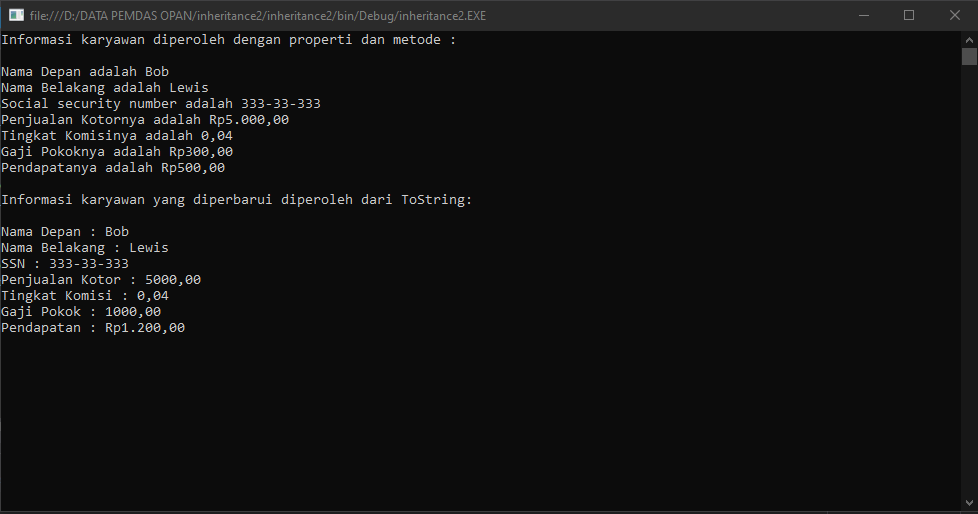 file:///D:/DATA PEMDAS OPAN/inheritance2/inheritance2/bin/Debug/inheritance2.EXE
Informasi karyawan diperoleh dengan properti dan metode :
Nama Depan adalah Bob
Nama Belakang adalah Lewis
Social security number adalah 333-33-333
Penjualan Kotornya adalah Rp5.000,00
Tingkat Komisinya adalah 0,04
Gaji Pokoknya adalah Rp300,00
Pendapatanya adalah Rp500,00
Informasi karyawan yang diperbarui diperoleh dari ToString:
Nama Depan : Bob
Nama Belakang : Lewis
SSN : 333-33-333
Penjualan Kotor : 5000,00
Tingkat Komisi : 0,04
Gaji Pokok : 1000,00
Pendapatan : Rp1.200,00